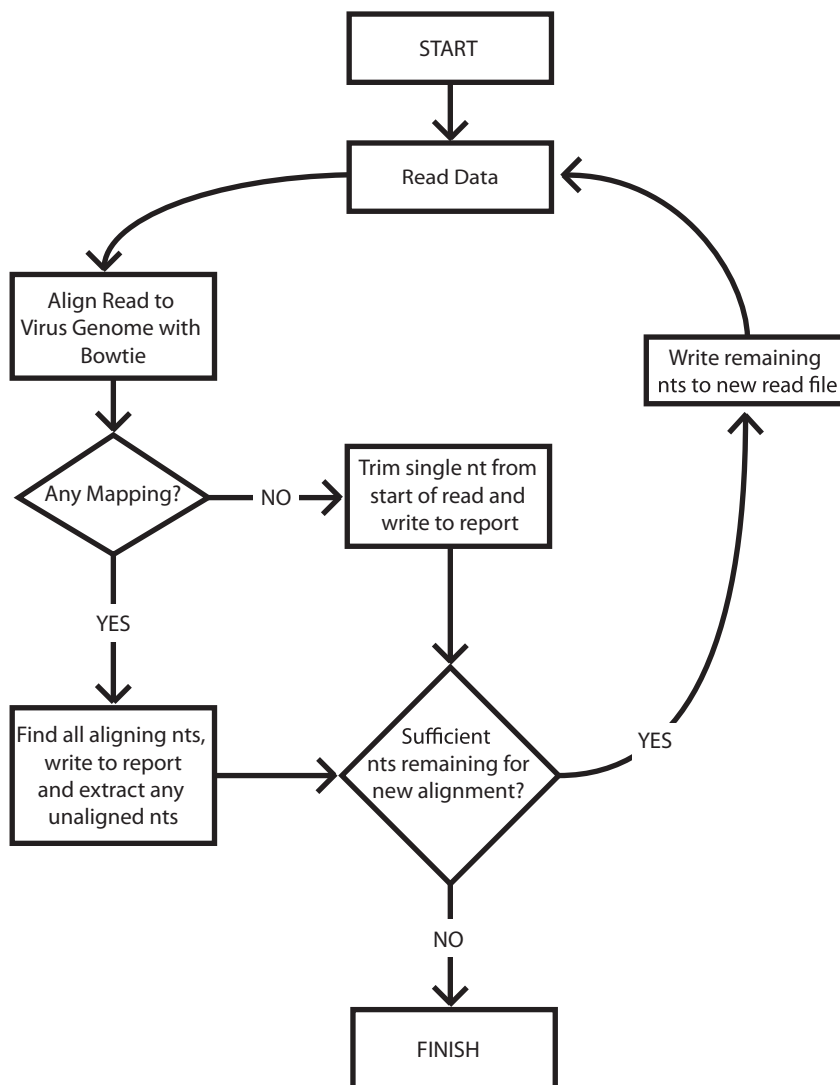 START
Read Data
Align Read to
Virus Genome with
Bowtie
Write remaining
nts to new read file
Any Mapping?
NO
Trim single nt from
start of read and
write to report
YES
Find all aligning nts,
write to report
and extract any
unaligned nts
Sufficient
nts remaining for
new alignment?
YES
NO
FINISH